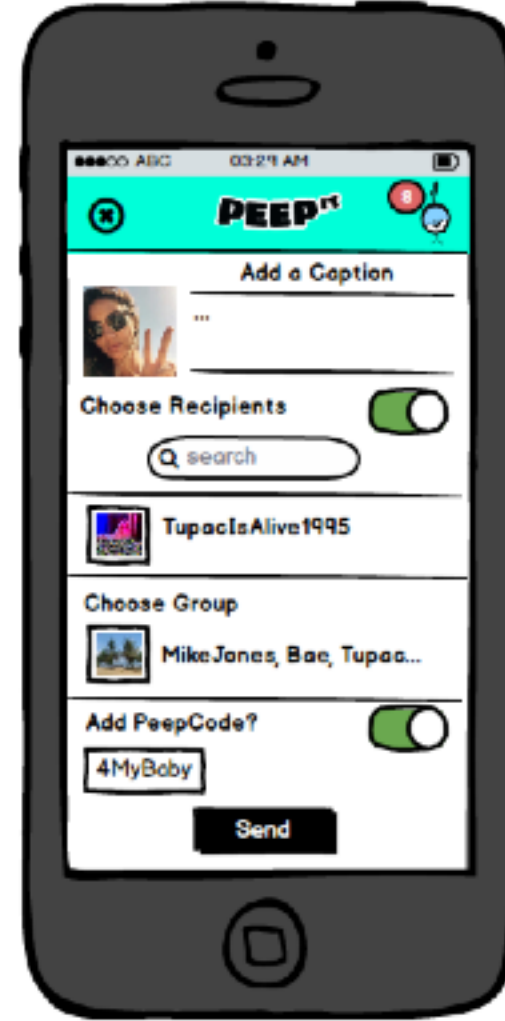 ABC 03:29 AM
PEEP IT 8
Add a Caption
...
Choose Recipients
search
TupacIsAlive1995
Choose Group
MikeJones, Bae, Tupac...
Add PeepCode?
4MyBaby
Send